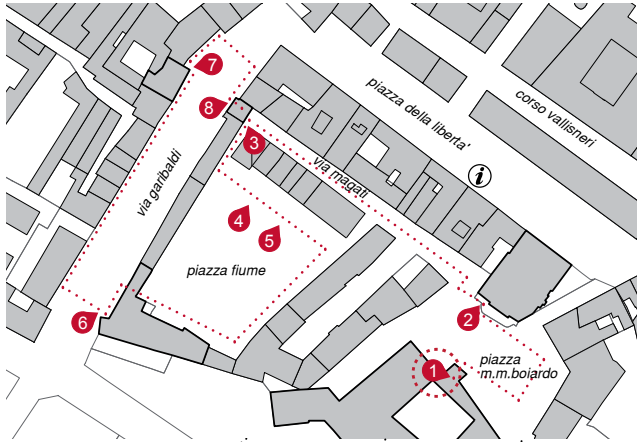 7
8
3
via garibaldi
piazza della liberta'
corso vallisneri
via magati
i
4
5
piazza fiume
6
2
1
piazza
m.m.boiardo